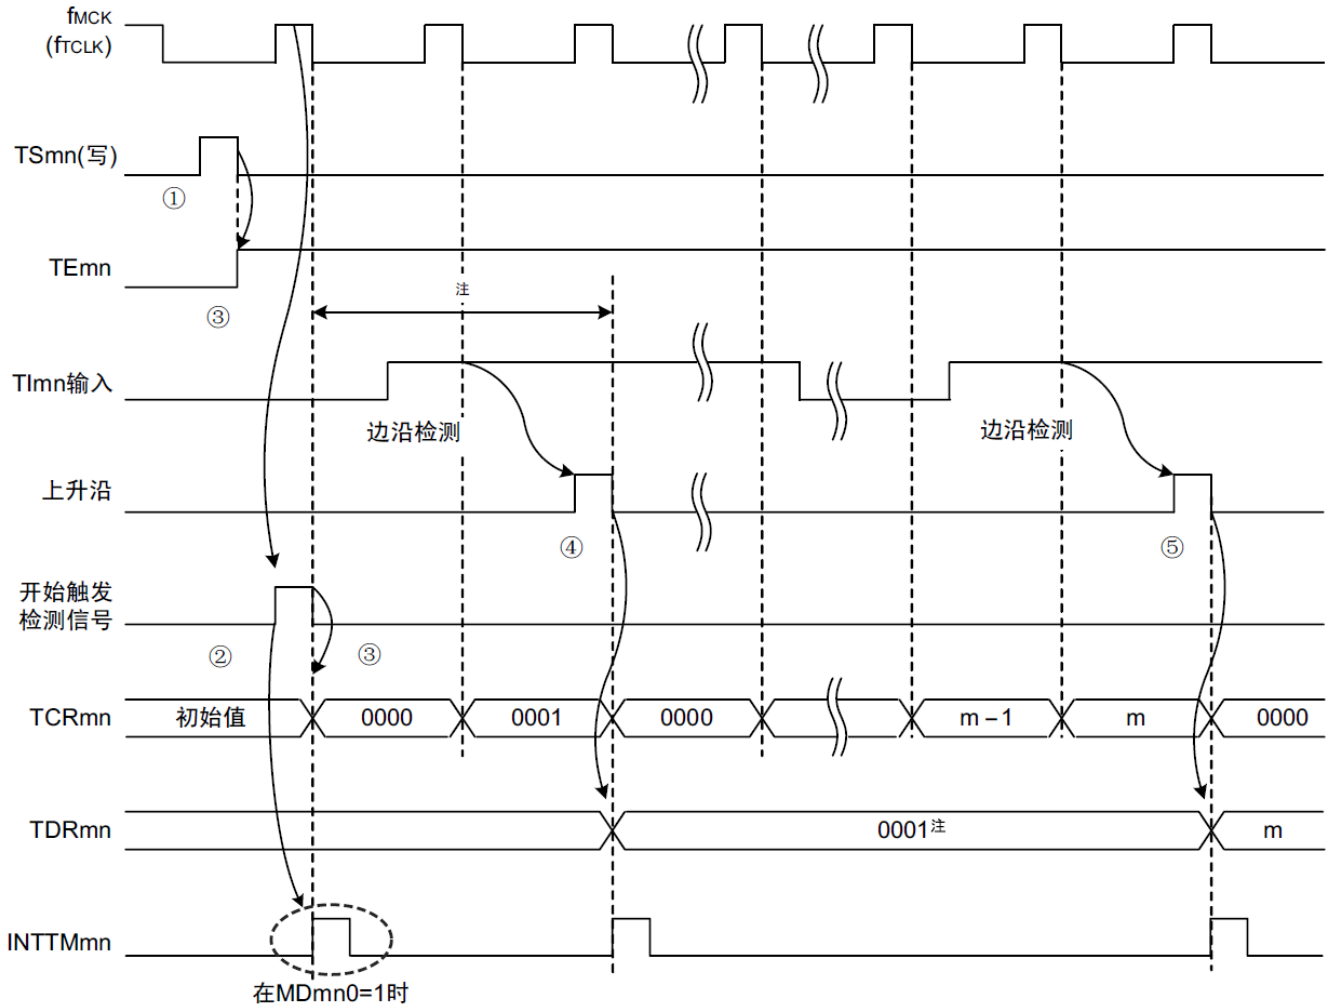 fMCK
(fTCLK)
TSmn(写)
①
TEmn
③
注
TImn输入
边沿检测
边沿检测
上升沿
④
⑤
开始触发
检测信号
②
③
TCRmn
初始值
0000
0001
0000
m－1
m
0000
TDRmn
0001注
m
INTTMmn
在MDmn0=1时